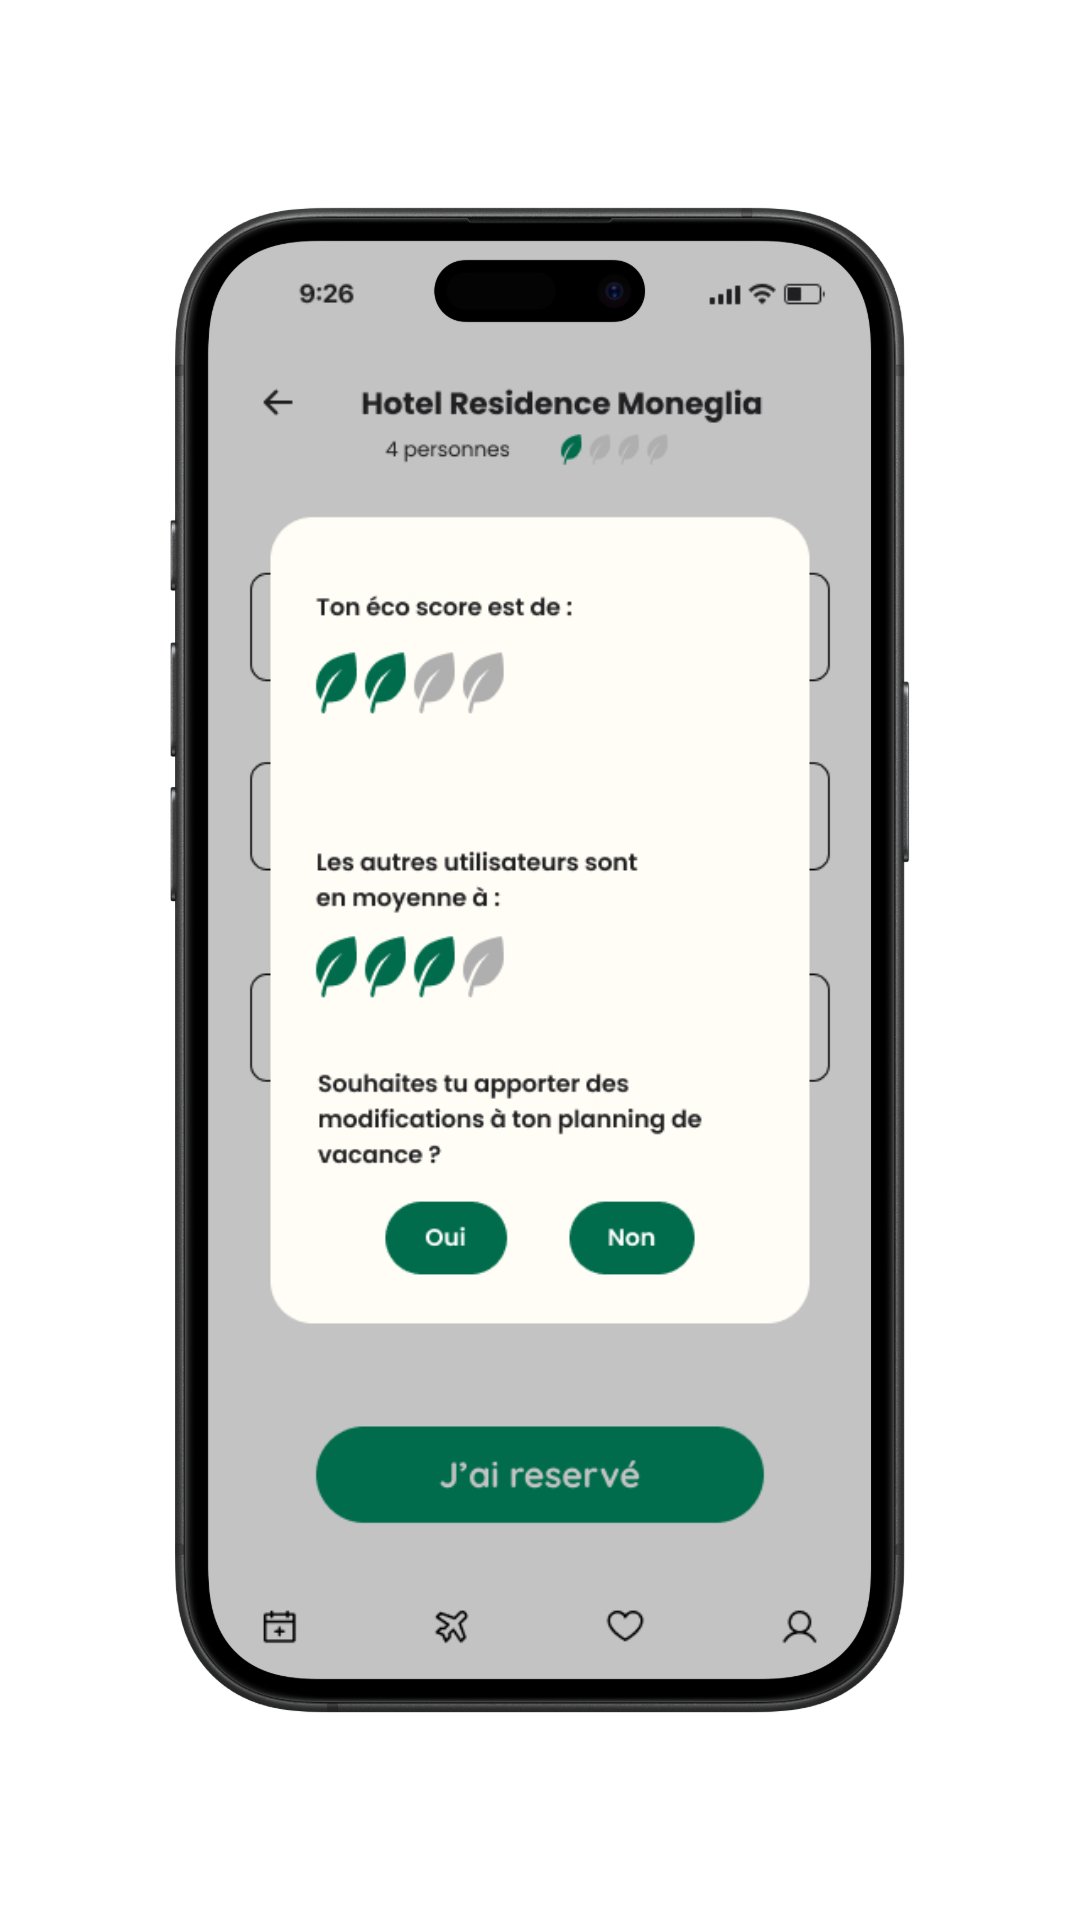 9:26
Hotel Residence Moneglia
4 personnes
Ton éco score est de :
Les autres utilisateurs sont
en moyenne à :
Souhaites tu apporter des
modifications à ton planning de
vacance ?
Oui
Non
J’ai reservé